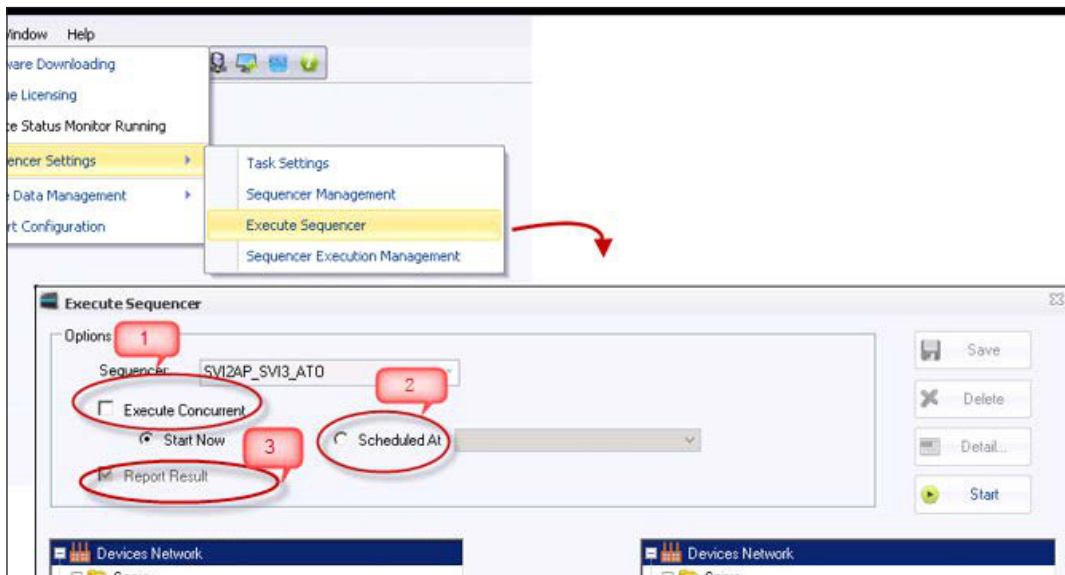 Window Help
ware Downloading
ue Licensing
te Status Monitor Running
encer Settings
Data Management
rt Configuration
Task Settings
Sequencer Management
Execute Sequencer
Sequencer Execution Management
Execute Sequencer
Options
1
Sequencer
SVI2AP_SVI3_ATO
2
Execute Concurrent
Start Now
3
Scheduled At
Report Result
Save
Delete
Detail...
Start
Devices Network
Devices Network